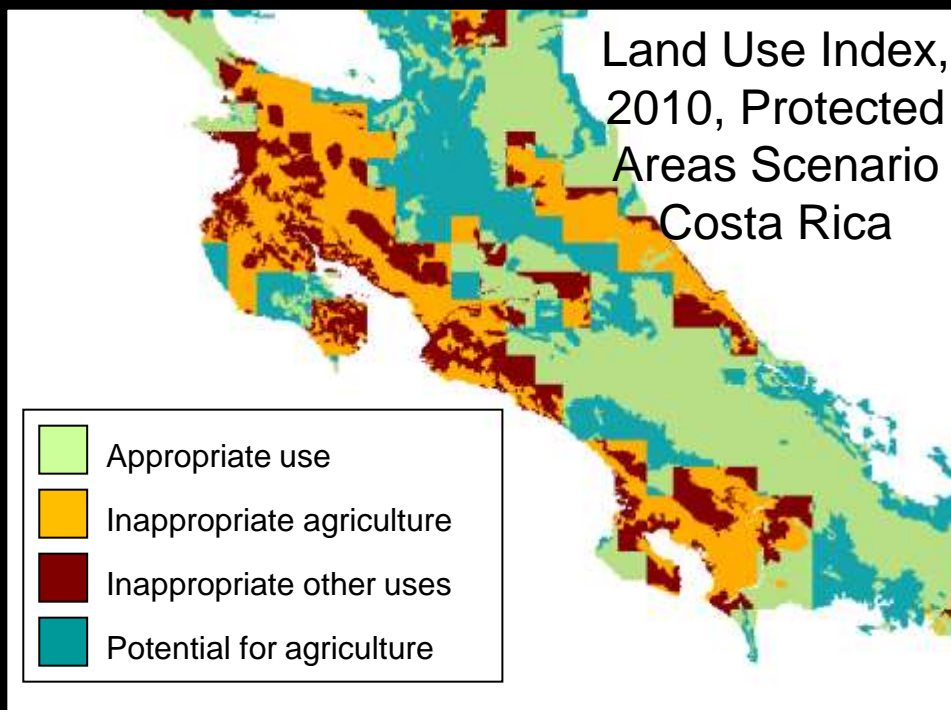 Land Use Index,
2010, Protected
Areas Scenario
Costa Rica
Appropriate use
Inappropriate agriculture
Inappropriate other uses
Potential for agriculture